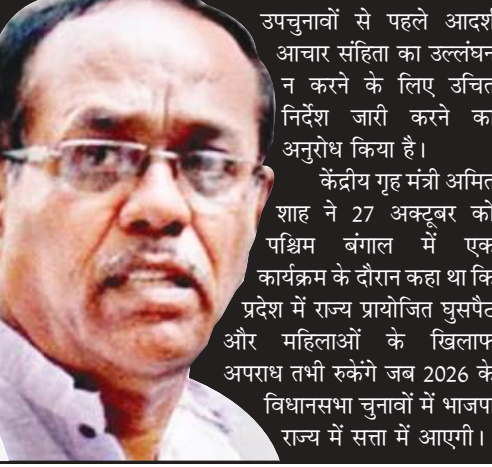 उपचुनावों से पहले आदर्श
आचार संहिता का उल्लंघन
न करने के लिए उचित
निर्देश जारी करने का
अनुरोध किया है।
केंद्रीय गृह मंत्री अमित
शाह ने 27 अक्टूबर को
पश्चिम बंगाल में एक
कार्यक्रम के दौरान कहा था कि
प्रदेश में राज्य प्रायोजित घुसपैठ
और महिलाओं के खिलाफ
अपराध तभी रुकेंगे जब 2026 के
विधानसभा चुनावों में भाजपा
राज्य में सत्ता में आएगी।